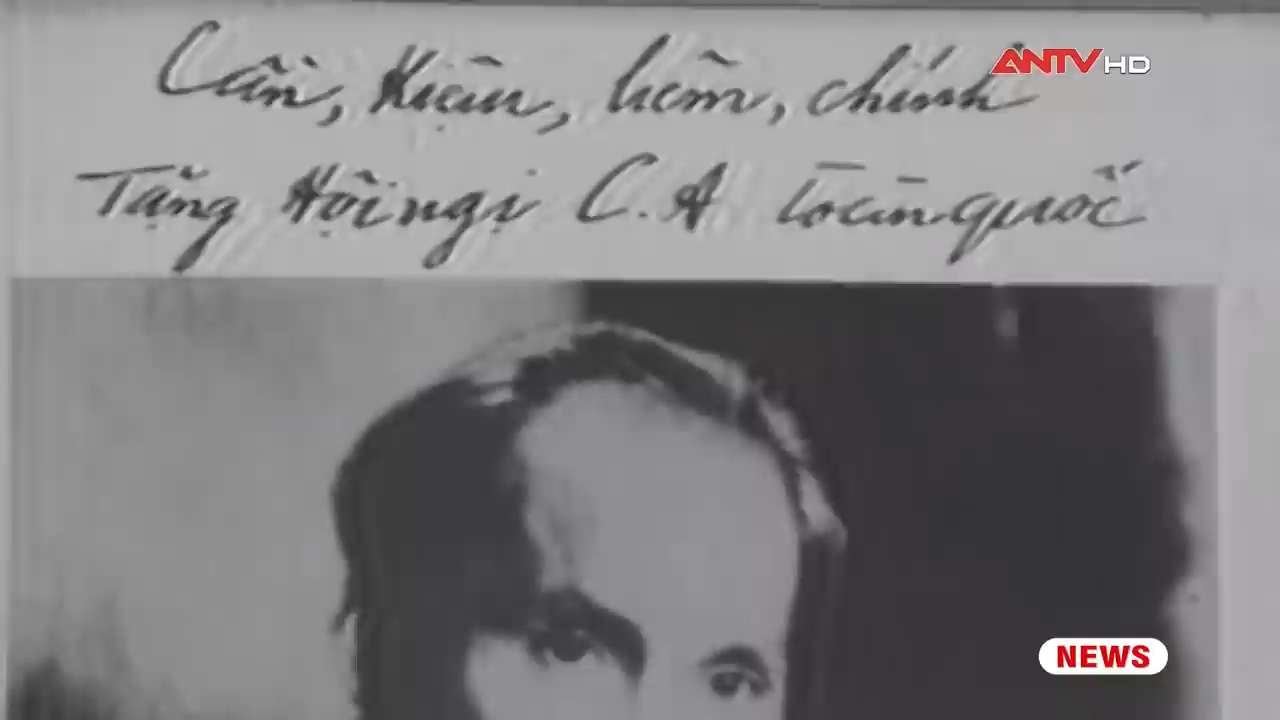 ANTV HD
Cần, Kiệm, liêm, chính
Tặng Hội nghị C.A toàn quốc
NEWS